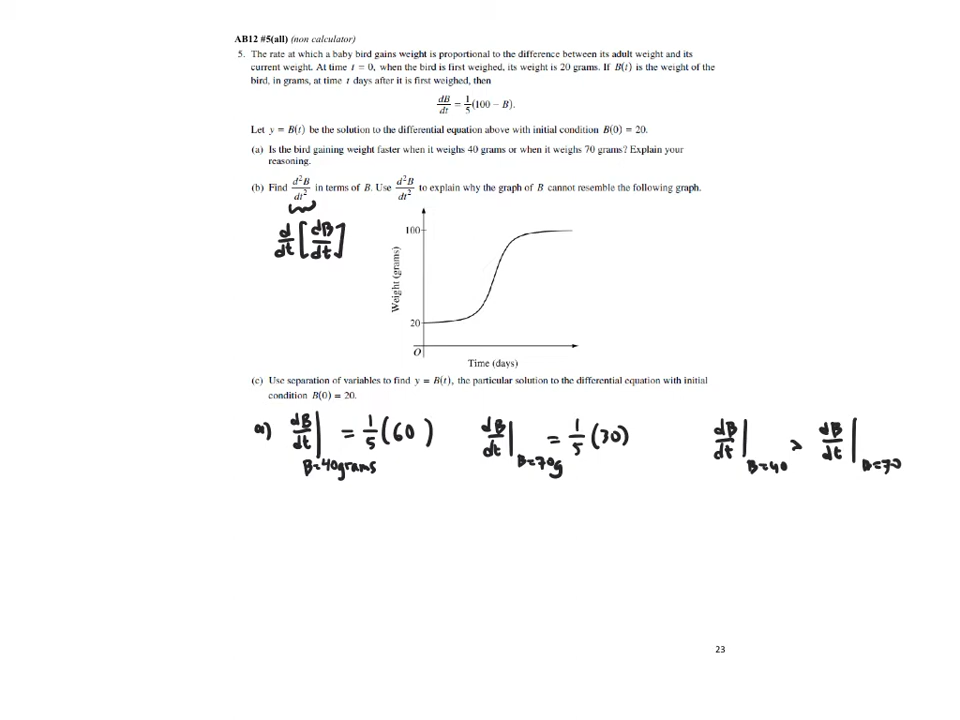 AB12 #5(all) (non calculator)
5. The rate at which a baby bird gains weight is proportional to the difference between its adult weight and its
current weight. At time t = 0, when the bird is first weighed, its weight is 20 grams. If B(t) is the weight of the
bird, in grams, at time t days after it is first weighed, then
dB/dt = 1/5(100 − B).
Let y = B(t) be the solution to the differential equation above with initial condition B(0) = 20.
(a) Is the bird gaining weight faster when it weighs 40 grams or when it weighs 70 grams? Explain your
reasoning.
(b) Find d²B/dt² in terms of B. Use d²B/dt² to explain why the graph of B cannot resemble the following graph.
d/dt [dB/dt]
100
Weight (grams)
20
O
Time (days)
(c) Use separation of variables to find y = B(t), the particular solution to the differential equation with initial
condition B(0) = 20.
a) dB/dt | B=40grams = 1/5 (60) dB/dt | B=70g = 1/5 (30) dB/dt | B=40 > dB/dt | B=70
23